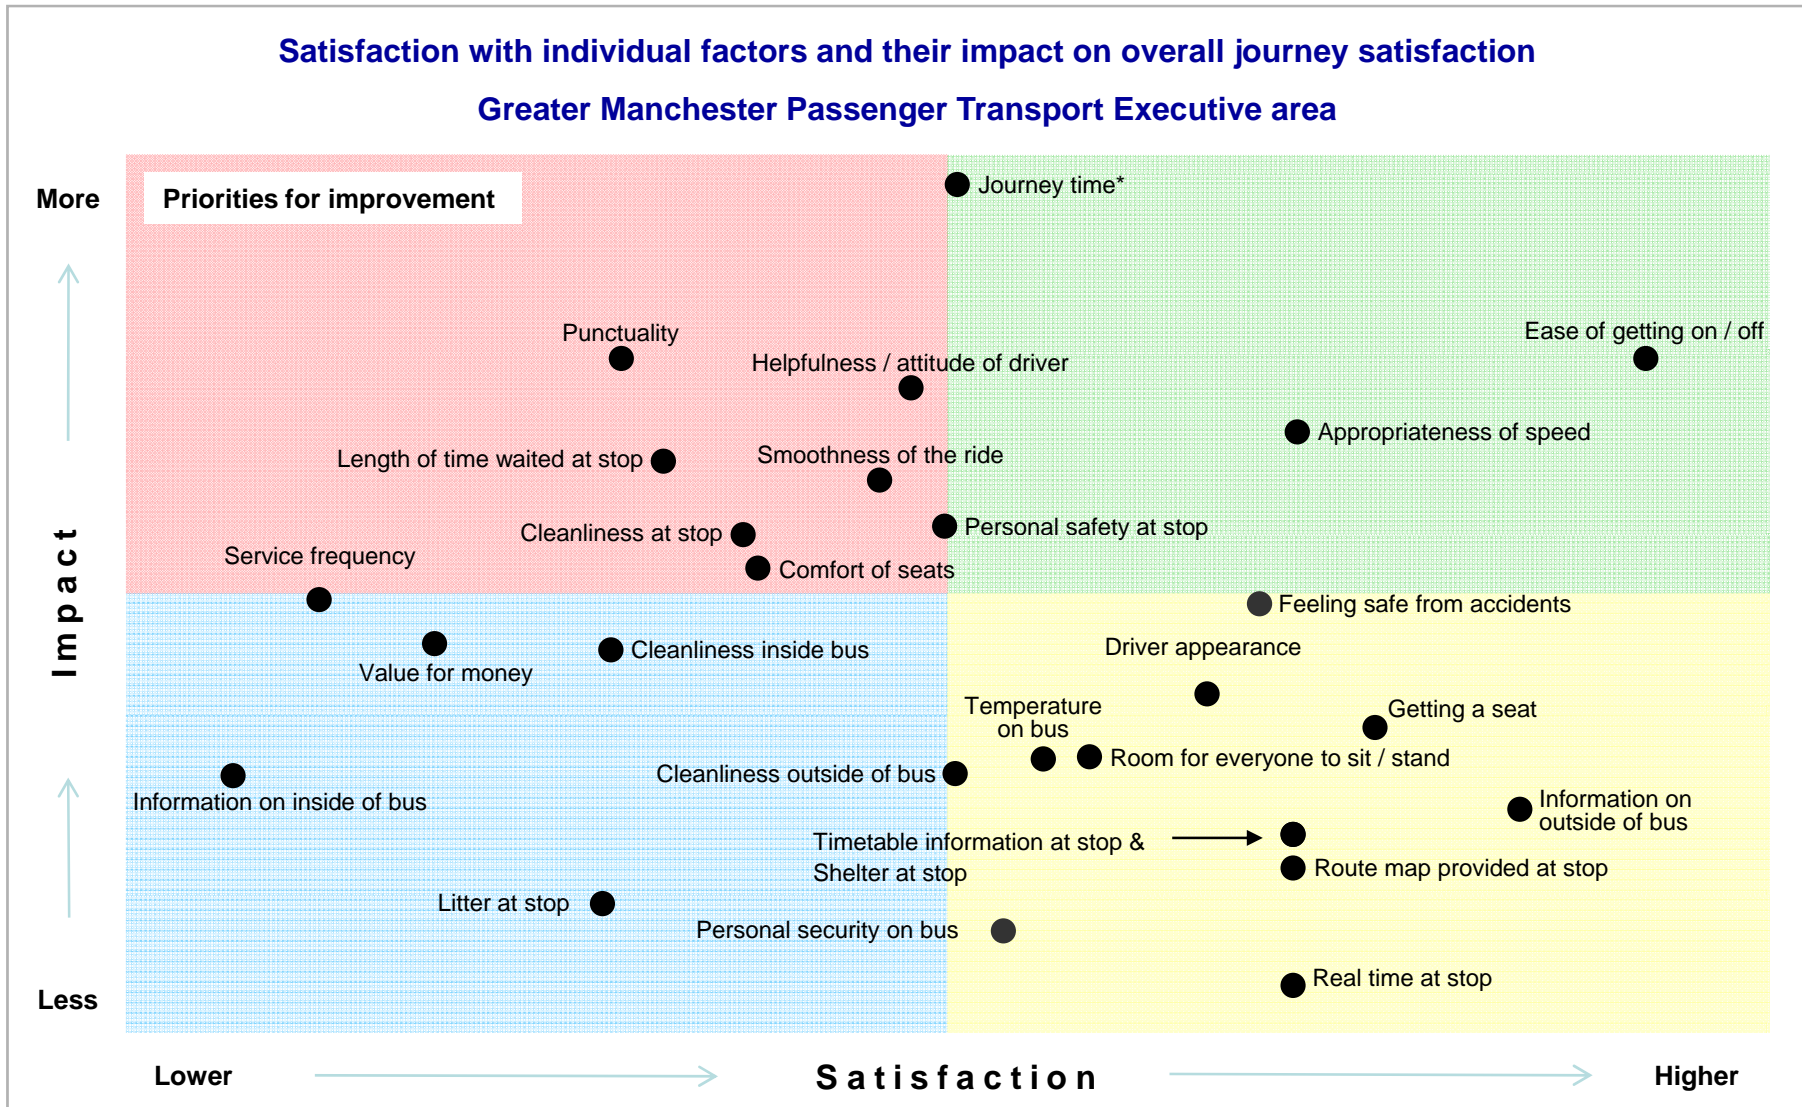 Satisfaction with individual factors and their impact on overall journey satisfaction
Greater Manchester Passenger Transport Executive area
More
Priorities for improvement
Journey time*
Punctuality
Ease of getting on / off
Helpfulness / attitude of driver
Appropriateness of speed
Length of time waited at stop
Smoothness of the ride
Cleanliness at stop
Personal safety at stop
Service frequency
Comfort of seats
Impact
Feeling safe from accidents
Value for money
Cleanliness inside bus
Driver appearance
Temperature
on bus
Getting a seat
Room for everyone to sit / stand
Cleanliness outside of bus
Information on inside of bus
Information on
outside of bus
Timetable information at stop &
Shelter at stop
Route map provided at stop
Litter at stop
Personal security on bus
Real time at stop
Less
Lower
Satisfaction
Higher